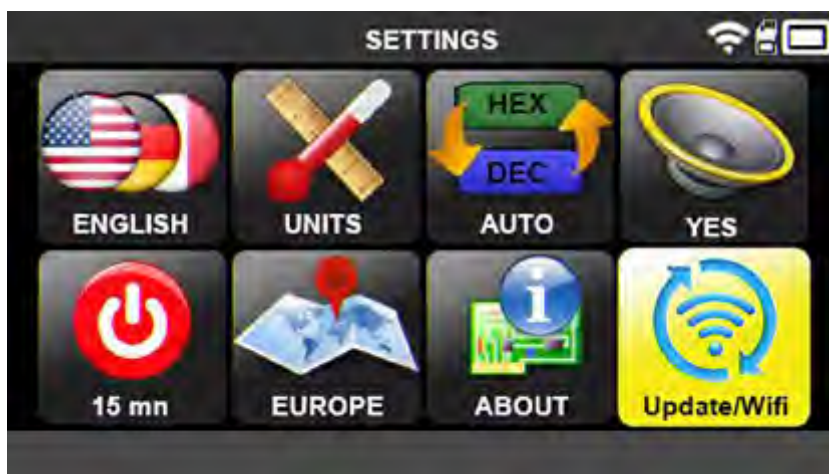 SETTINGS
HEX
DEC
ENGLISH
UNITS
AUTO
YES
15 mn
EUROPE
ABOUT
Update/Wifi